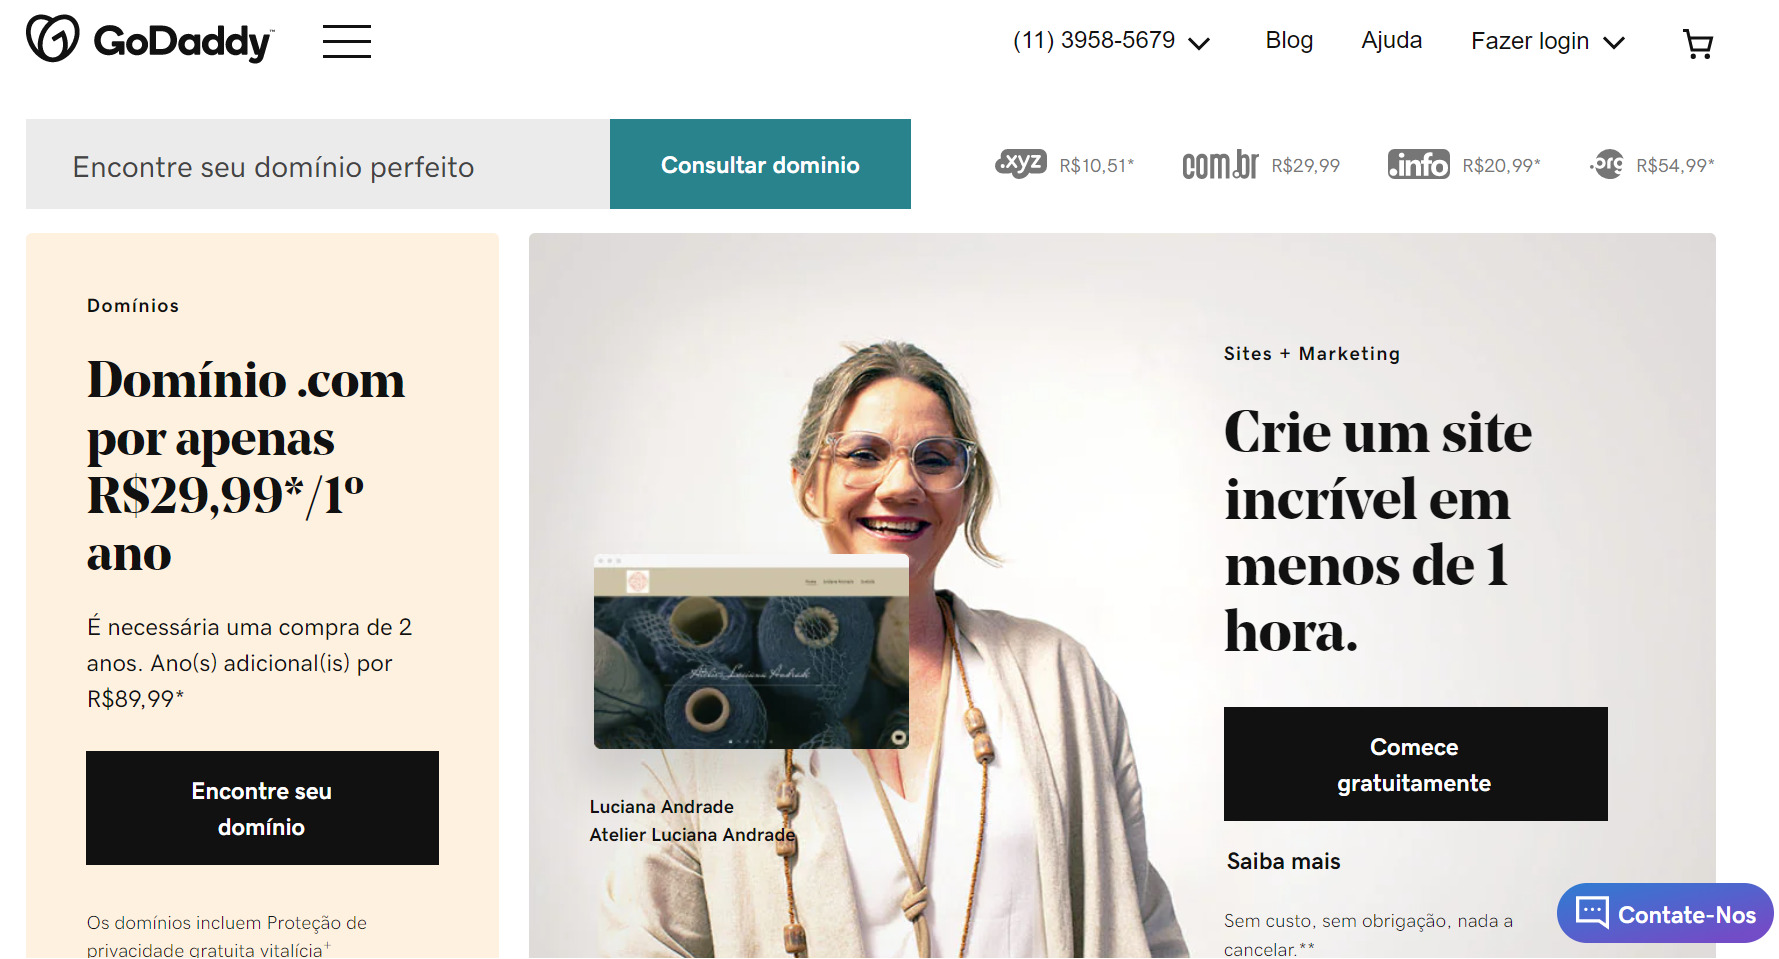 GoDaddy
(11) 3958-5679
Blog
Ajuda
Fazer login
Encontre seu domínio perfeito
Consultar dominio
.xyz R$10,51*
com.br R$29,99
.info R$20,99*
.org R$54,99*
Domínios
Domínio .com
por apenas
R$29,99*/1º
ano
É necessária uma compra de 2
anos. Ano(s) adicional(is) por
R$89,99*
Encontre seu
domínio
Os domínios incluem Proteção de
privacidade gratuita vitalícia⁺
Atelier Luciana Andrade
Luciana Andrade
Atelier Luciana Andrade
Sites + Marketing
Crie um site
incrível em
menos de 1
hora.
Comece
gratuitamente
Saiba mais
Sem custo, sem obrigação, nada a
cancelar.**
Contate-Nos